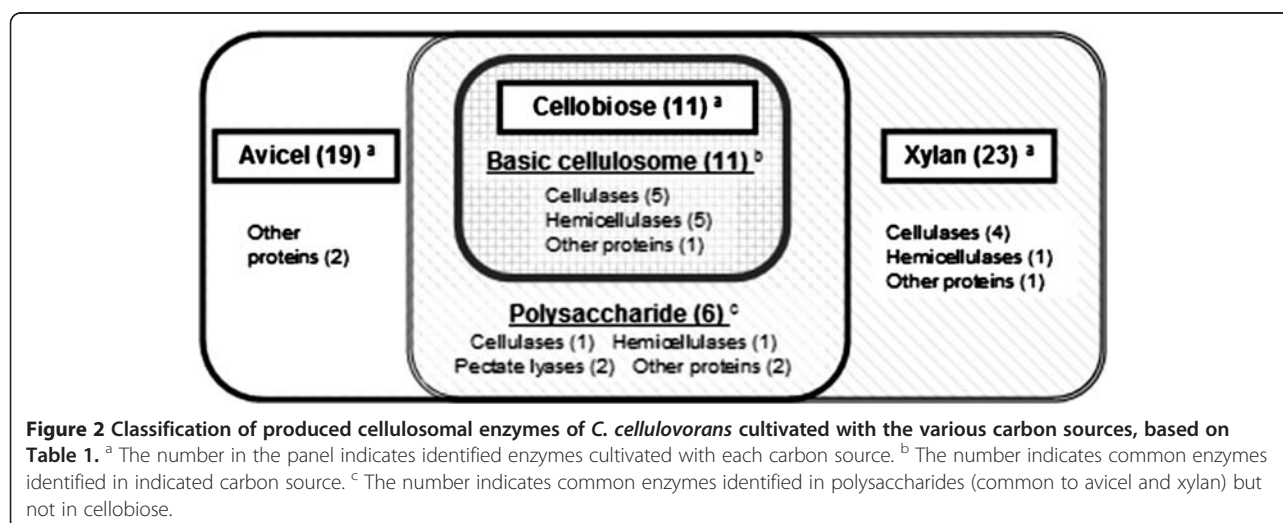 Cellobiose (11) a
Avicel (19) a
Basic cellulosome (11) b
Xylan (23) a
Cellulases (5)
Hemicellulases (5)
Other proteins (1)
Other
proteins (2)
Cellulases (4)
Hemicellulases (1)
Other proteins (1)
Polysaccharide (6) c
Cellulases (1) Hemicellulases (1)
Pectate lyases (2) Other proteins (2)
Figure 2 Classification of produced cellulosomal enzymes of C. cellulovorans cultivated with the various carbon sources, based on
Table 1. a The number in the panel indicates identified enzymes cultivated with each carbon source. b The number indicates common enzymes
identified in indicated carbon source. c The number indicates common enzymes identified in polysaccharids (common to avicel and xylan) but
not in cellobiose.